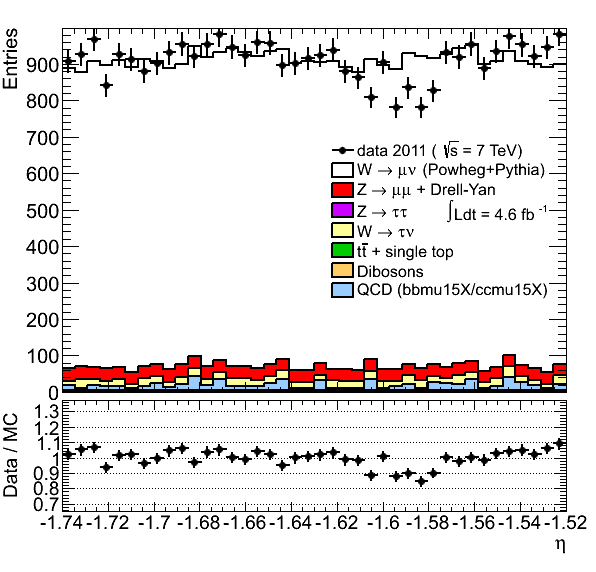 Entries
900
800
700
600
500
400
300
200
100
0
data 2011 ( √s = 7 TeV)
W → μν (Powheg+Pythia)
Z → μμ + Drell-Yan
Z → ττ
∫Ldt = 4.6 fb⁻¹
W → τν
tt̅ + single top
Dibosons
QCD (bbmu15X/ccmu15X)
Data / MC
1.3
1.2
1.1
1
0.9
0.8
0.7
-1.74 -1.72 -1.7 -1.68 -1.66 -1.64 -1.62 -1.6 -1.58 -1.56 -1.54 -1.52
η